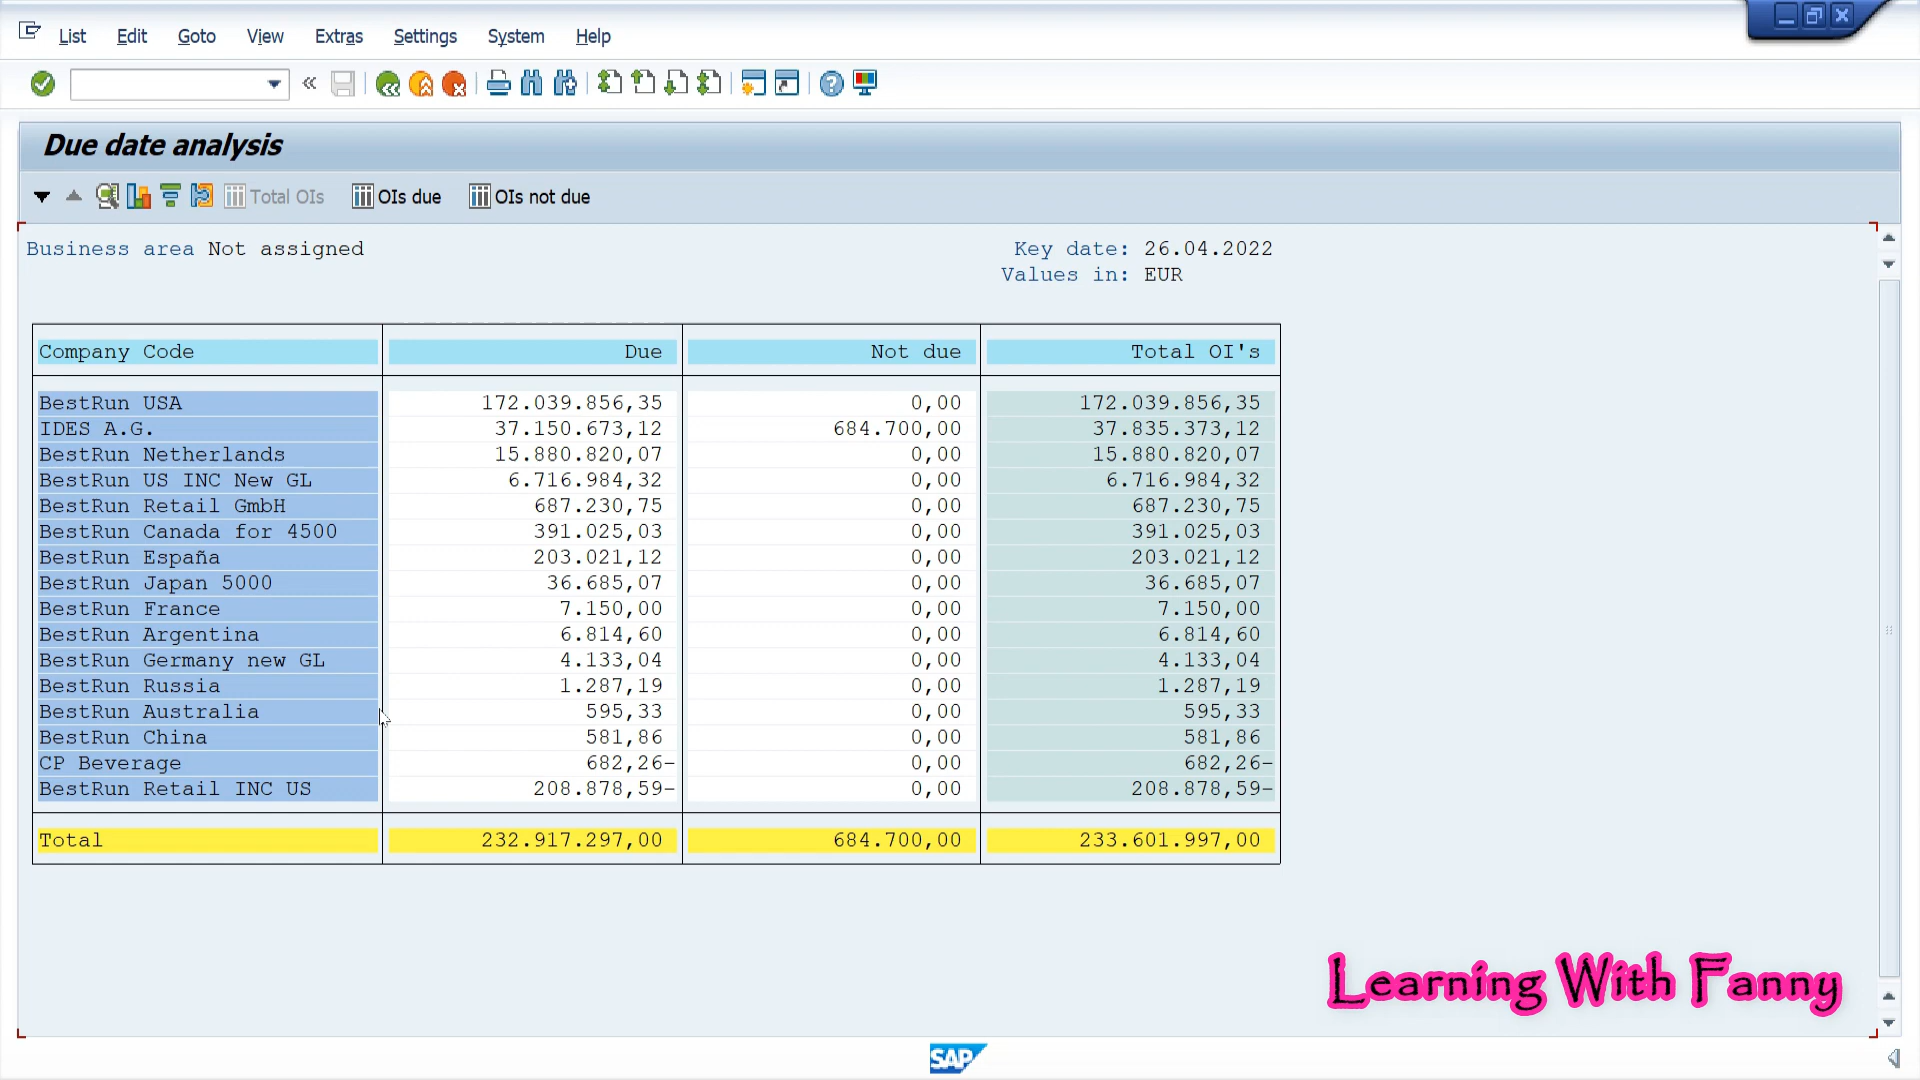 List Edit Goto View Extras Settings System Help
Due date analysis
Total OIs OIs due OIs not due
Business area Not assigned Key date: 26.04.2022
Values in: EUR
Company Code Due Not due Total OI's
BestRun USA 172.039.856,35 0,00 172.039.856,35
IDES A.G. 37.150.673,12 684.700,00 37.835.373,12
BestRun Netherlands 15.880.820,07 0,00 15.880.820,07
BestRun US INC New GL 6.716.984,32 0,00 6.716.984,32
BestRun Retail GmbH 687.230,75 0,00 687.230,75
BestRun Canada for 4500 391.025,03 0,00 391.025,03
BestRun España 203.021,12 0,00 203.021,12
BestRun Japan 5000 36.685,07 0,00 36.685,07
BestRun France 7.150,00 0,00 7.150,00
BestRun Argentina 6.814,60 0,00 6.814,60
BestRun Germany new GL 4.133,04 0,00 4.133,04
BestRun Russia 1.287,19 0,00 1.287,19
BestRun Australia 595,33 0,00 595,33
BestRun China 581,86 0,00 581,86
CP Beverage 682,26- 0,00 682,26-
BestRun Retail INC US 208.878,59- 0,00 208.878,59-
Total 232.917.297,00 684.700,00 233.601.997,00
Learning With Fanny
SAP